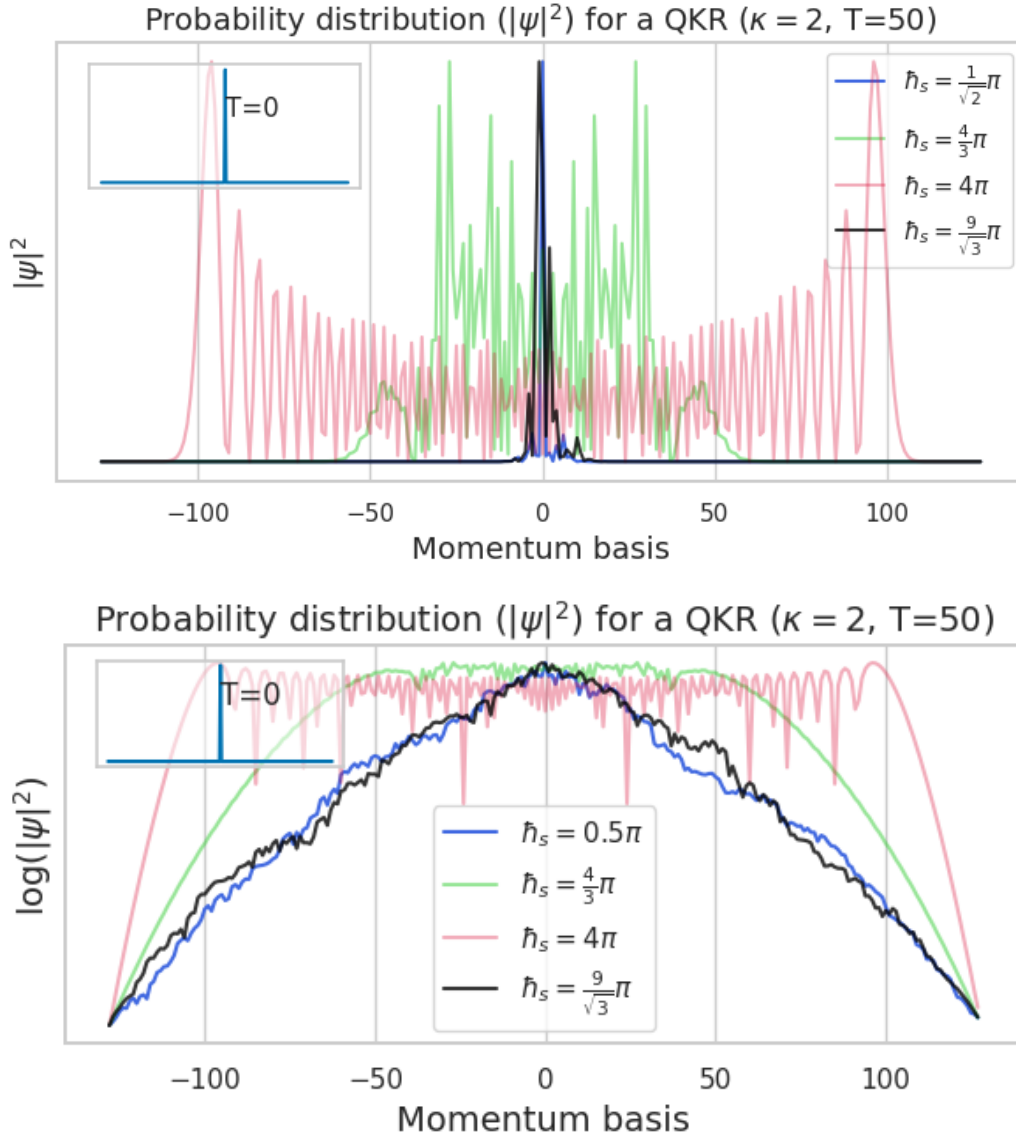 Probability distribution (|ψ|²) for a QKR (κ = 2, T=50)
T=0
ħₛ = 1/√2 π
ħₛ = 4/3 π
ħₛ = 4π
ħₛ = 9/√3 π
|ψ|²
−100 −50 0 50 100
Momentum basis
Probability distribution (|ψ|²) for a QKR (κ = 2, T=50)
T=0
log(|ψ|²)
ħₛ = 0.5π
ħₛ = 4/3 π
ħₛ = 4π
ħₛ = 9/√3 π
−100 −50 0 50 100
Momentum basis